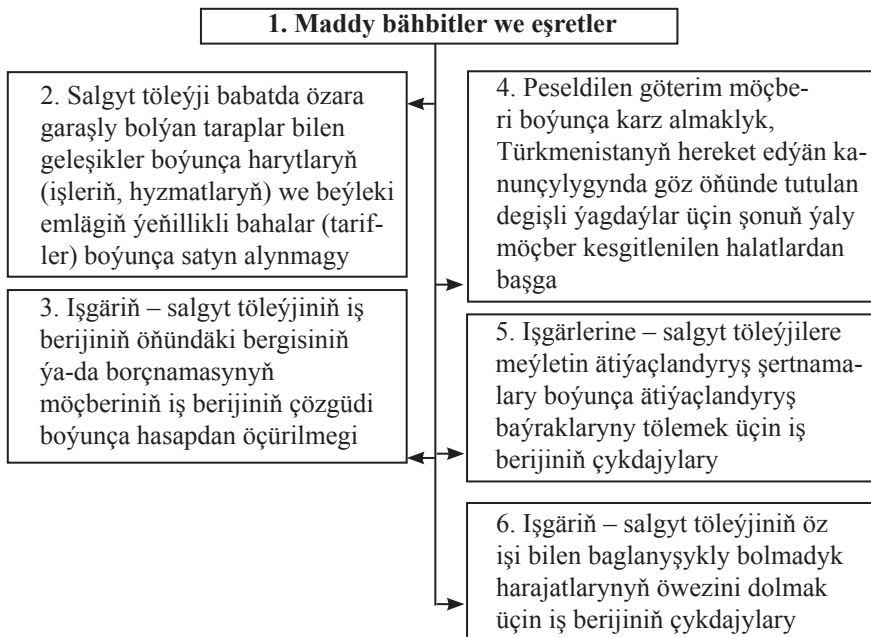 1. Maddy bähbitler we eşretler
2. Salgyt töleýji babatda özara
garaşly bolýan taraplar bilen
geleşikler boýunça harytlaryň
(işleriň, hyzmatlaryň) we beýleki
emlägiň ýeňillikli bahalar (tarif-
ler) boýunça satyn alynmagy
3. Işgäriň – salgyt töleýjiniň iş
berijiniň öňündäki bergisiniň
ýa-da borçnamasynyň
möçberiniň iş berijiniň çözgüdi
boýunça hasapdan öçürilmegi
4. Peseldilen göterim möçbe-
ri boýunça karz almaklyk,
Türkmenistanyň hereket edýän ka-
nunçylygynda göz öňünde tutulan
degişli ýagdaýlar üçin şonuň ýaly
möçber kesgitlenilen halatlardan
başga
5. Işgärlerine – salgyt töleýjilere
meýletin ätiýaçlandyryş şertnama-
lary boýunça ätiýaçlandyryş
baýraklaryny tölemek üçin iş
berijiniň çykdajylary
6. Işgäriň – salgyt töleýjiniň öz
işi bilen baglanyşykly bolmadyk
harajatlarynyň öwezini dolmak
üçin iş berijiniň çykdajylary